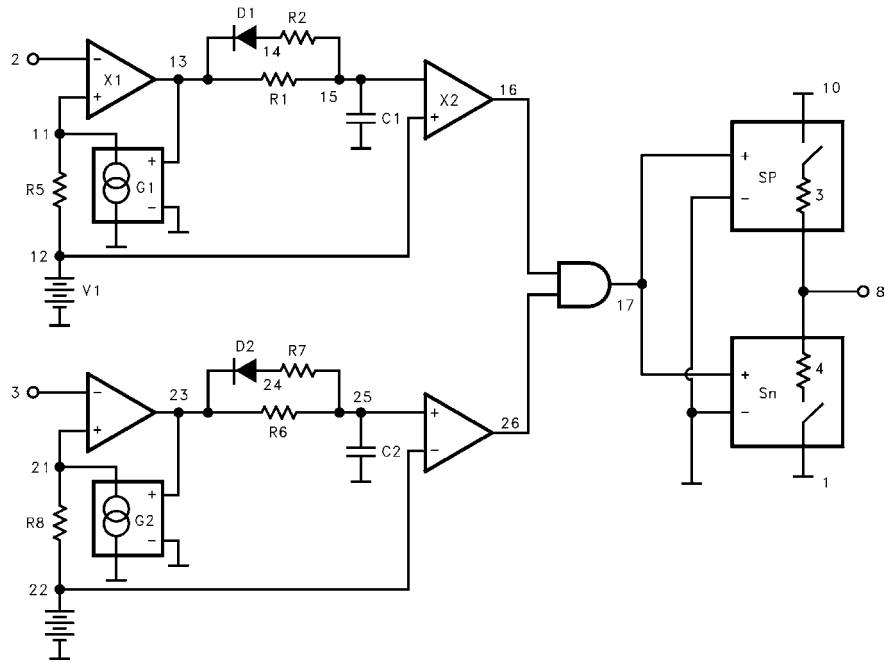 D1 R2
2 − 13 14 10
X1 R1 15 X2 16
+ C1 +
11 + SP
R5 G1 − 3
−
12
V1
8
17
D2 R7
3 − 23 24 25 + 4
R6 + Sn
+ C2 − 26 −
21 +
R8 G2 1
−
22